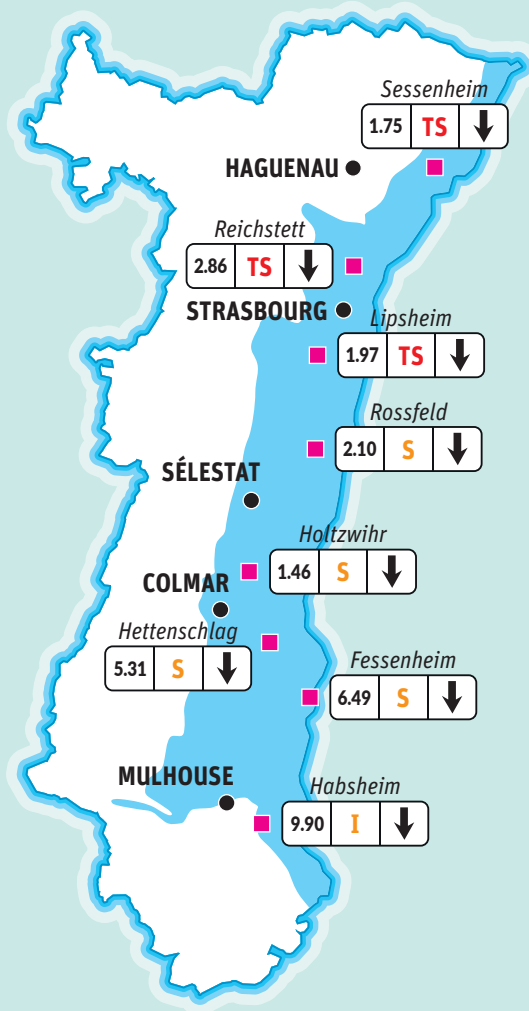 Sessenheim
1.75 TS
HAGUENAU
Reichstett
2.86 TS
STRASBOURG
Lipsheim
1.97 TS
Rossfeld
2.10 S
SÉLESTAT
Holtzwihr
1.46 S
COLMAR
Hettenschlag
5.31 S
Fessenheim
6.49 S
MULHOUSE
Habsheim
9.90 I